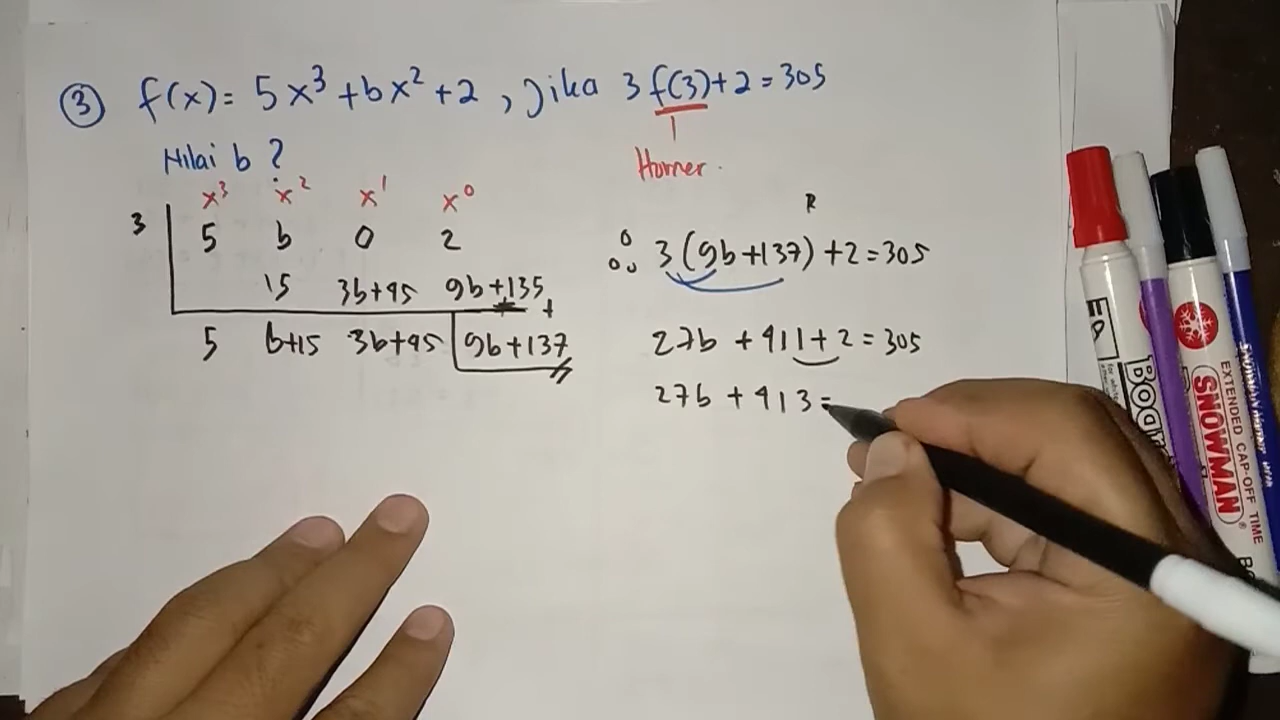 ③ f(x) = 5x³ + bx² + 2 , Jika 3 f(3) + 2 = 305
Nilai b ?
Horner.
x³ x² x¹ x⁰
3 5 b 0 2
15 3b+45 9b+135 +
5 b+15 3b+45 9b+137
R
∴ 3 (9b+137) + 2 = 305
27b + 411 + 2 = 305
27b + 413 =
SNOWMAN
EXTENDED CAP-OFF TIME